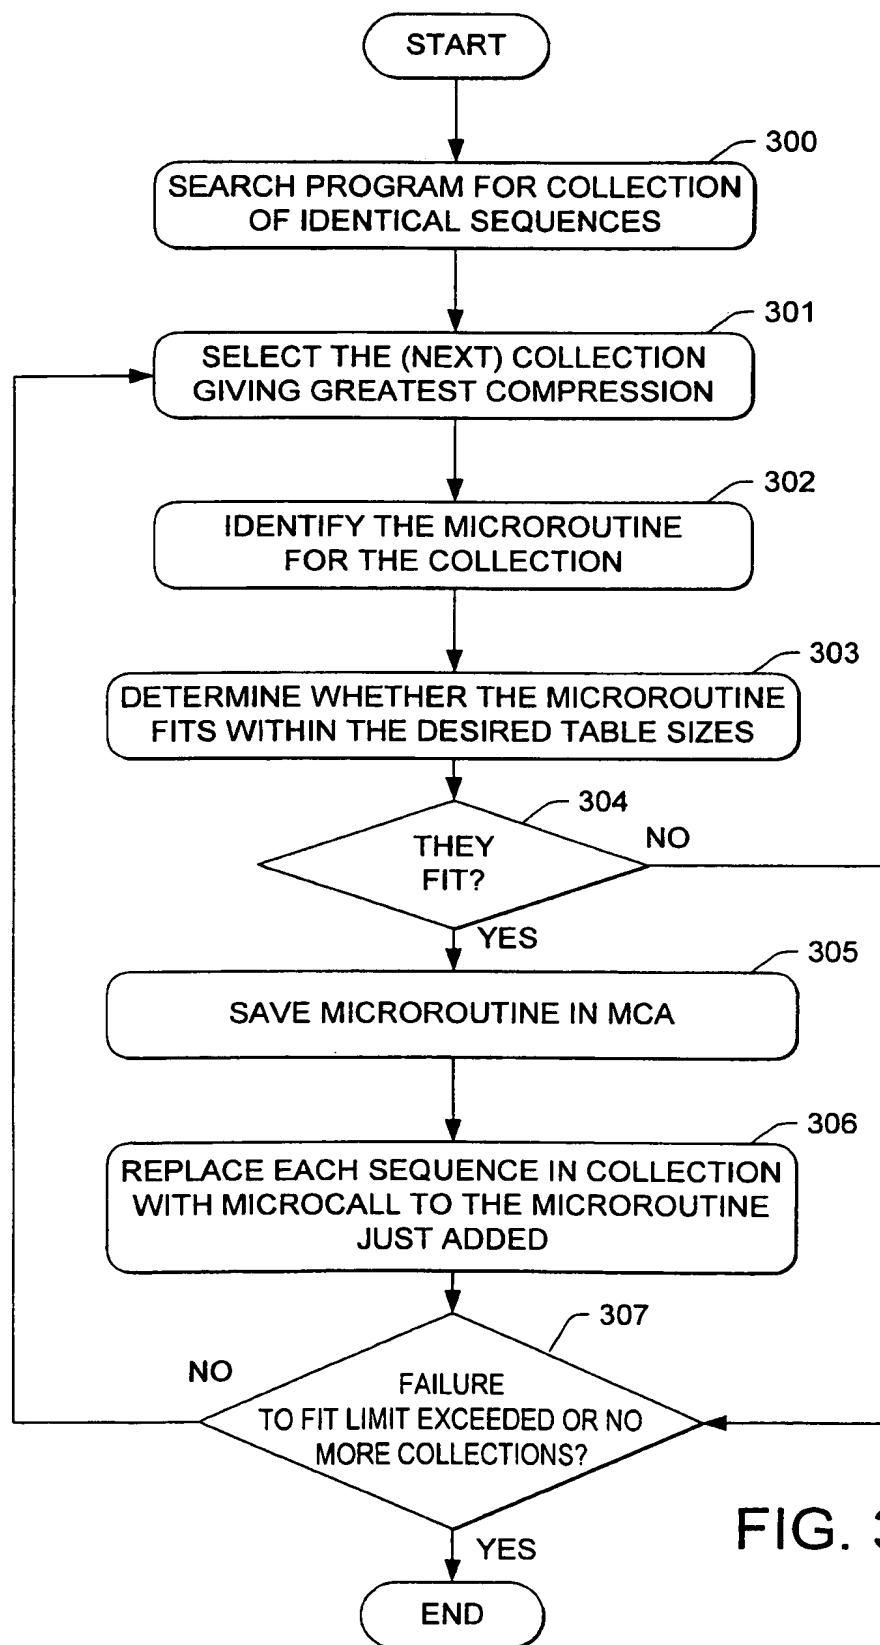 START
300
SEARCH PROGRAM FOR COLLECTION
OF IDENTICAL SEQUENCES
301
SELECT THE (NEXT) COLLECTION
GIVING GREATEST COMPRESSION
302
IDENTIFY THE MICROROUTINE
FOR THE COLLECTION
303
DETERMINE WHETHER THE MICROROUTINE
FITS WITHIN THE DESIRED TABLE SIZES
304
THEY
FIT?
NO
YES
305
SAVE MICROROUTINE IN MCA
306
REPLACE EACH SEQUENCE IN COLLECTION
WITH MICROCALL TO THE MICROROUTINE
JUST ADDED
307
NO
FAILURE
TO FIT LIMIT EXCEEDED OR NO
MORE COLLECTIONS?
YES
FIG. 3
END